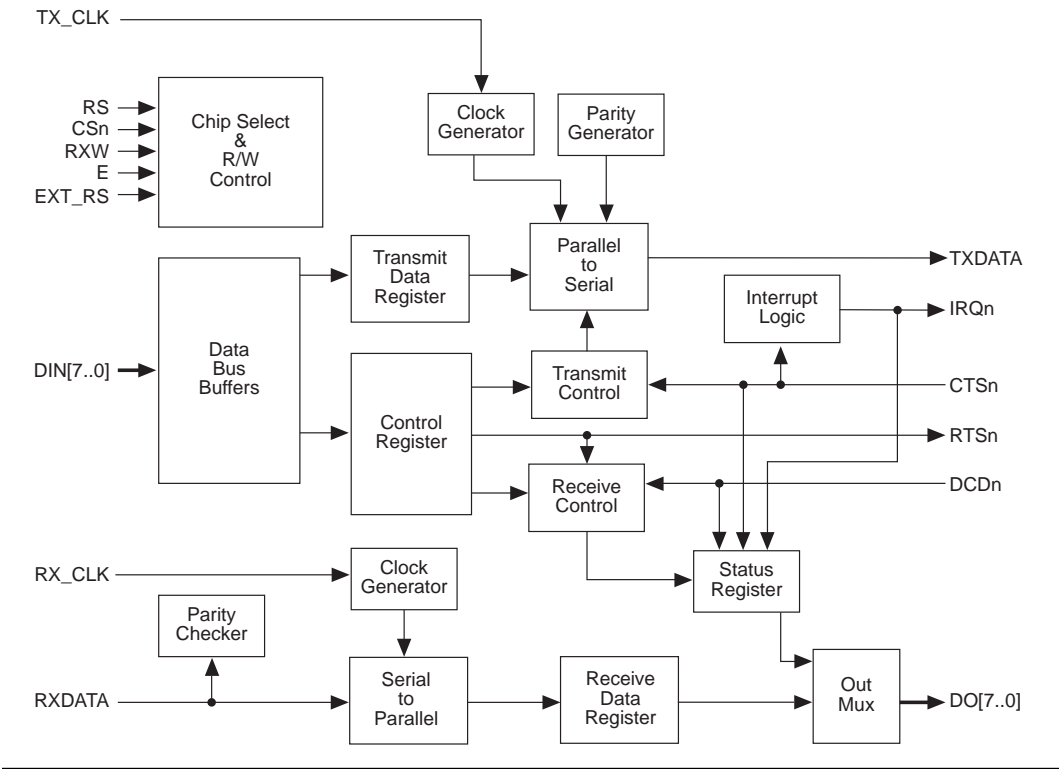 TX_CLK
RS
CSn
RXW
E
EXT_RS
Chip Select
&
R/W
Control
Clock
Generator
Parity
Generator
DIN[7..0]
Data
Bus
Buffers
Transmit
Data
Register
Parallel
to
Serial
TXDATA
Interrupt
Logic
IRQn
Control
Register
Transmit
Control
CTSn
RTSn
Receive
Control
DCDn
RX_CLK
Clock
Generator
Status
Register
Parity
Checker
RXDATA
Serial
to
Parallel
Receive
Data
Register
Out
Mux
DO[7..0]